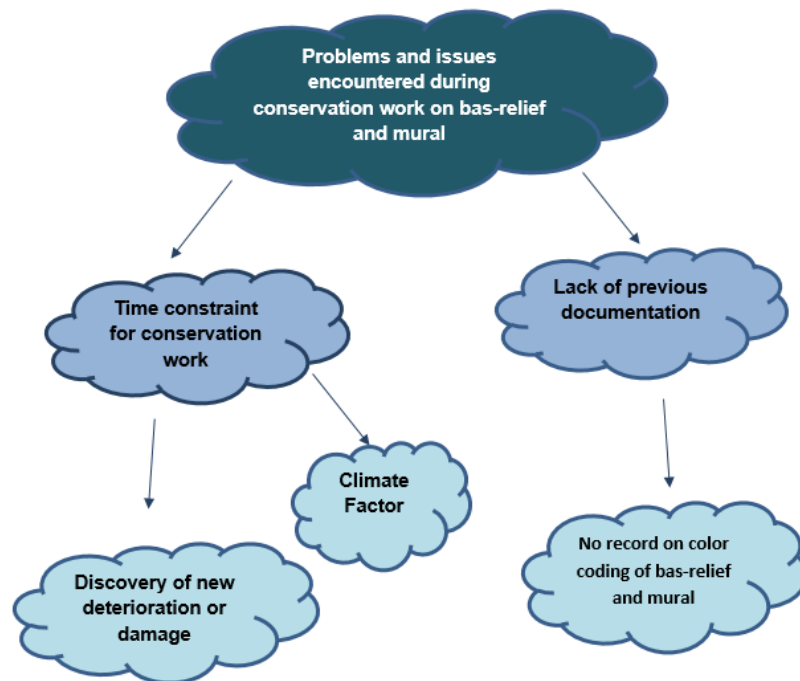 Problems and issues
encountered during
conservation work on bas-relief
and mural
Time constraint
for conservation
work
Lack of previous
documentation
Climate
Factor
Discovery of new
deterioration or
damage
No record on color
coding of bas-relief
and mural